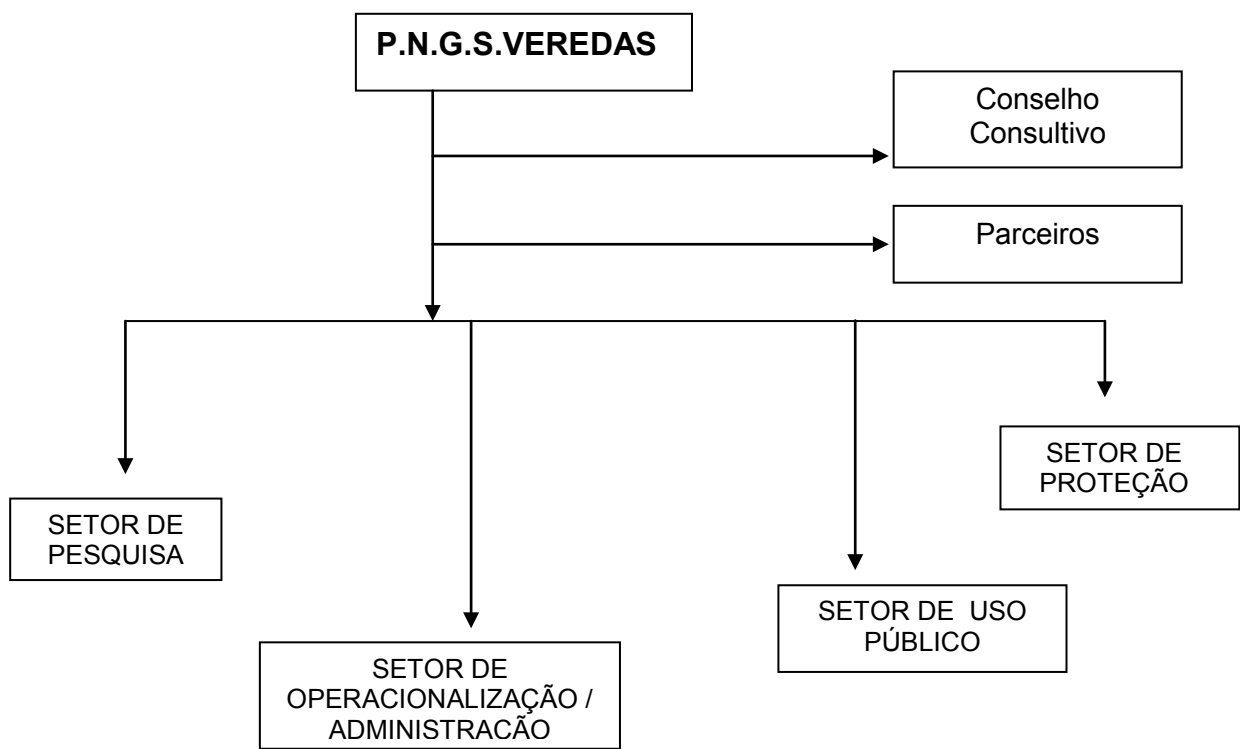 P.N.G.S.VEREDAS
Conselho
Consultivo
Parceiros
SETOR DE
PROTEÇÃO
SETOR DE
PESQUISA
SETOR DE USO
PÚBLICO
SETOR DE
OPERACIONALIZAÇÃO /
ADMINISTRACÃO